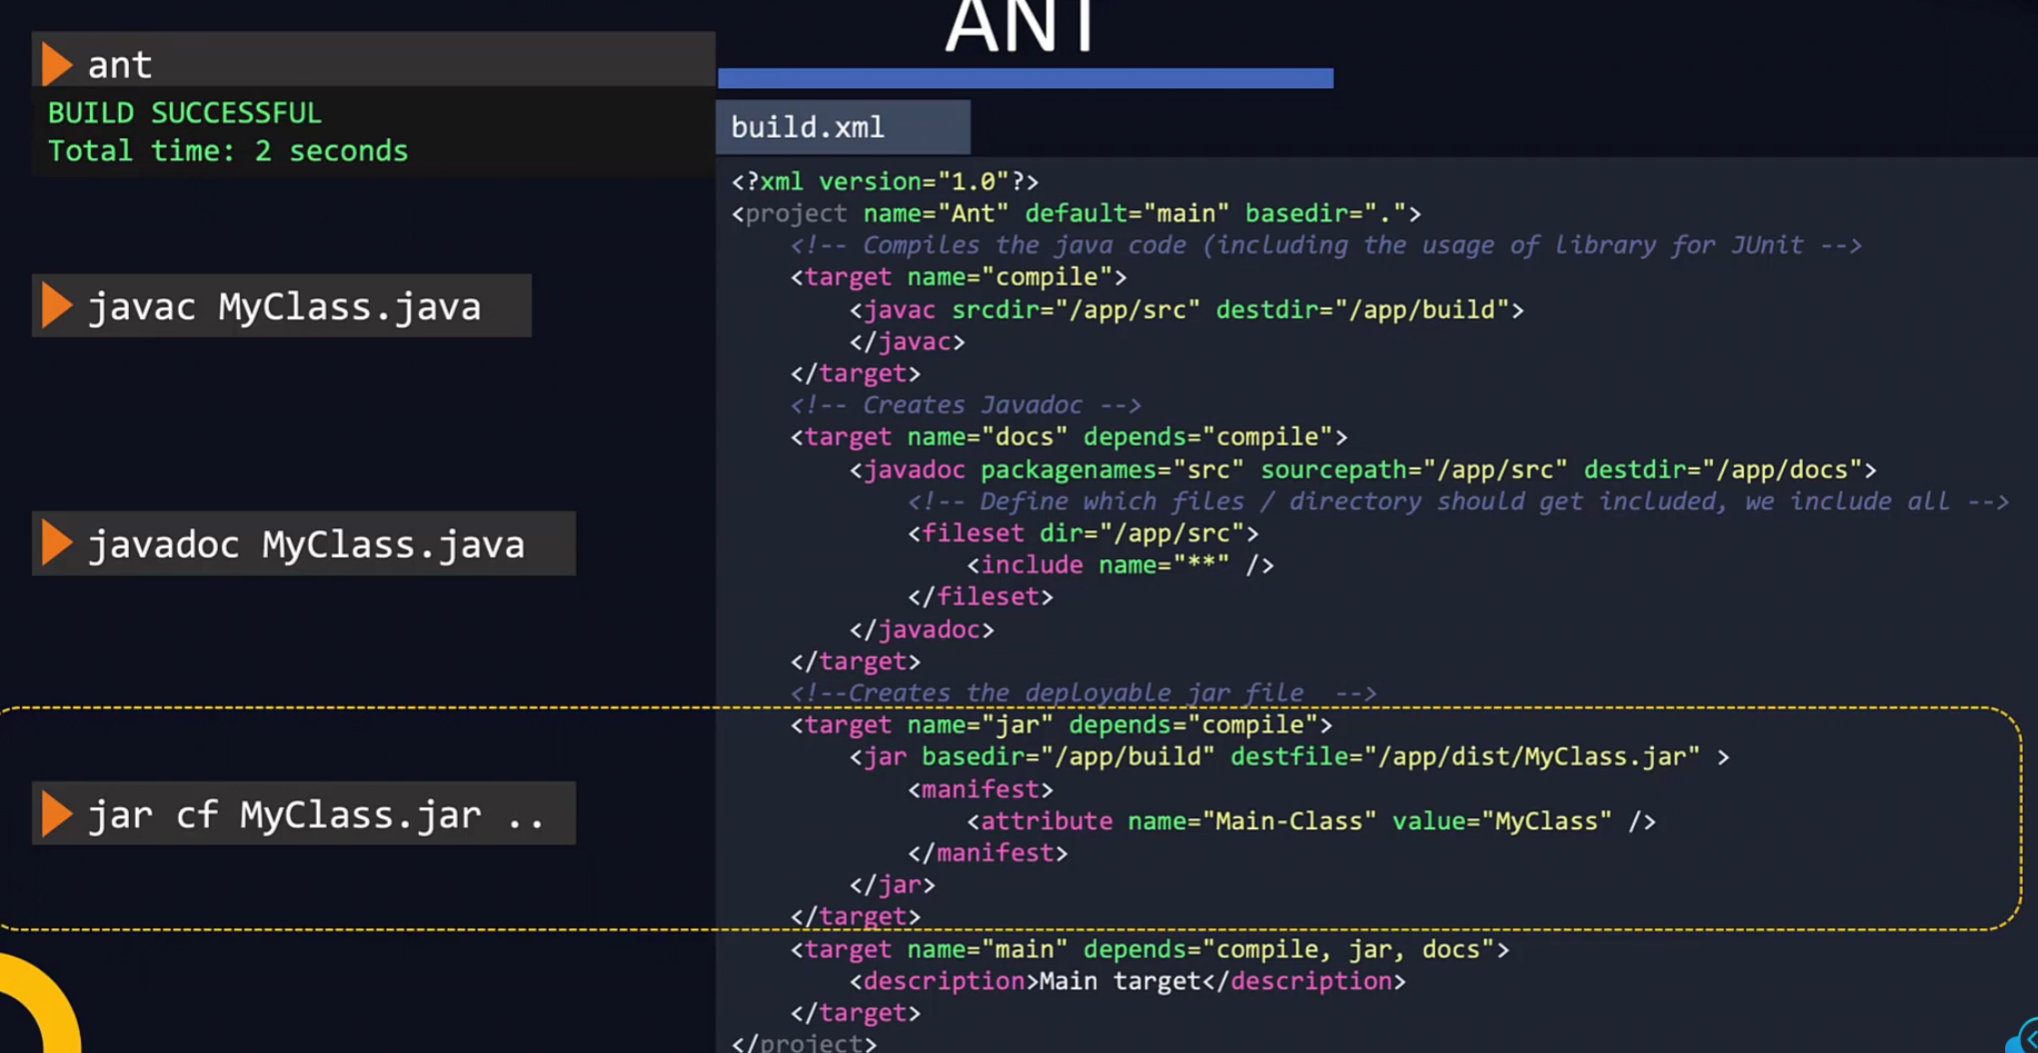 ANT
ant
BUILD SUCCESSFUL
Total time: 2 seconds
javac MyClass.java
javadoc MyClass.java
jar cf MyClass.jar ..
build.xml
<?xml version="1.0"?>
<project name="Ant" default="main" basedir=".">
    <!-- Compiles the java code (including the usage of library for JUnit -->
    <target name="compile">
        <javac srcdir="/app/src" destdir="/app/build">
        </javac>
    </target>
    <!-- Creates Javadoc -->
    <target name="docs" depends="compile">
        <javadoc packagenames="src" sourcepath="/app/src" destdir="/app/docs">
            <!-- Define which files / directory should get included, we include all -->
            <fileset dir="/app/src">
                <include name="**" />
            </fileset>
        </javadoc>
    </target>
    <!--Creates the deployable jar file  -->
    <target name="jar" depends="compile">
        <jar basedir="/app/build" destfile="/app/dist/MyClass.jar" >
            <manifest>
                <attribute name="Main-Class" value="MyClass" />
            </manifest>
        </jar>
    </target>
    <target name="main" depends="compile, jar, docs">
        <description>Main target</description>
    </target>
</project>